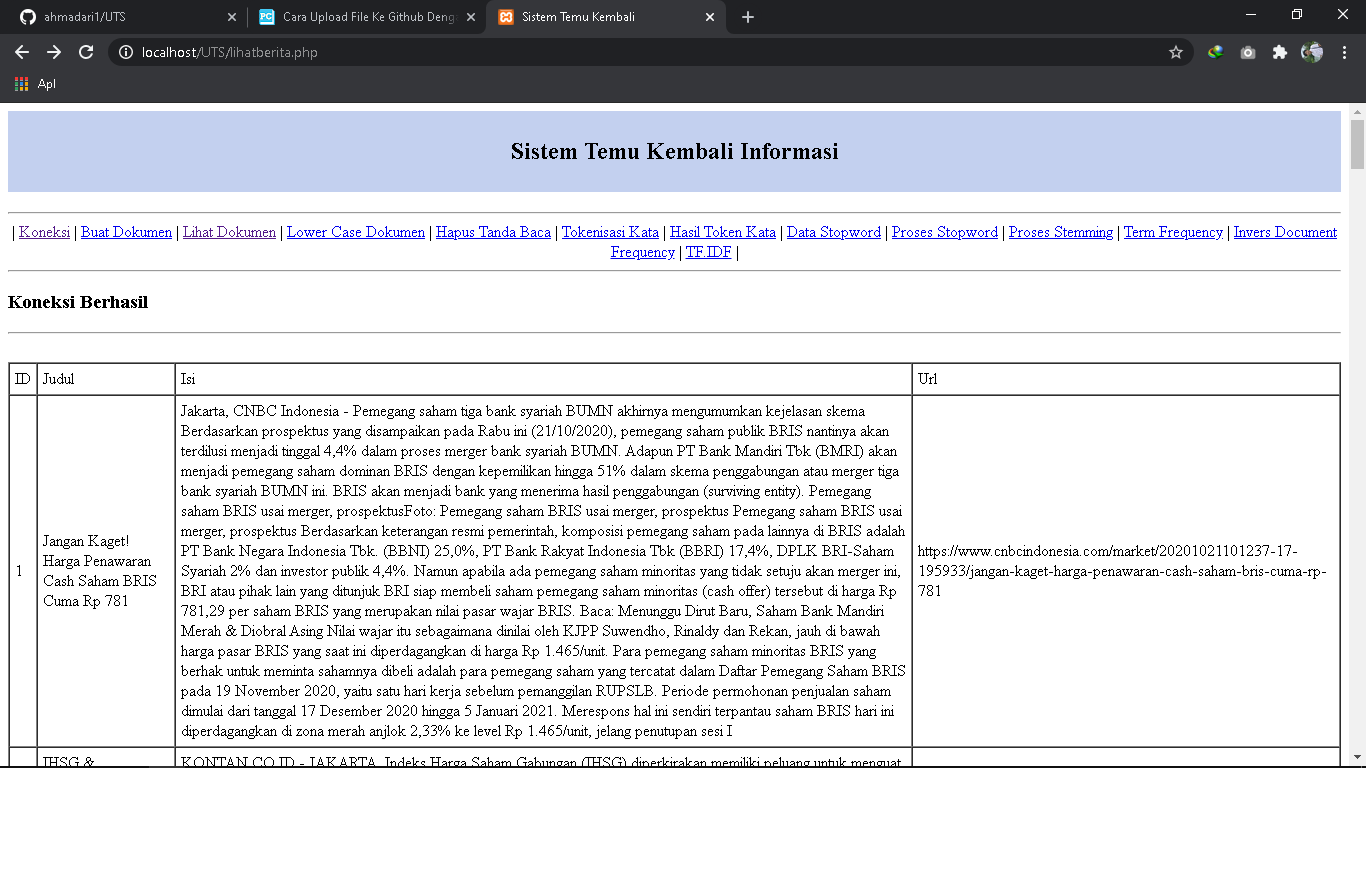 ahmadari1/UTS
Cara Upload File Ke Github Deng
Sistem Temu Kembali
localhost/UTS/lihatberita.php
Apl
Sistem Temu Kembali Informasi
| Koneksi | Buat Dokumen | Lihat Dokumen | Lower Case Dokumen | Hapus Tanda Baca | Tokenisasi Kata | Hasil Token Kata | Data Stopword | Proses Stopword | Proses Stemming | Term Frequency | Invers Document
Frequency | TF.IDF |
Koneksi Berhasil
ID Judul Isi Url
1
Jangan Kaget!
Harga Penawaran
Cash Saham BRIS
Cuma Rp 781
Jakarta, CNBC Indonesia - Pemegang saham tiga bank syariah BUMN akhirnya mengumumkan kejelasan skema
Berdasarkan prospektus yang disampaikan pada Rabu ini (21/10/2020), pemegang saham publik BRIS nantinya akan
terdilusi menjadi tinggal 4,4% dalam proses merger bank syariah BUMN. Adapun PT Bank Mandiri Tbk (BMRI) akan
menjadi pemegang saham dominan BRIS dengan kepemilikan hingga 51% dalam skema penggabungan atau merger tiga
bank syariah BUMN ini. BRIS akan menjadi bank yang menerima hasil penggabungan (surviving entity). Pemegang
saham BRIS usai merger, prospektusFoto: Pemegang saham BRIS usai merger, prospektus Pemegang saham BRIS usai
merger, prospektus Berdasarkan keterangan resmi pemerintah, komposisi pemegang saham pada lainnya di BRIS adalah
PT Bank Negara Indonesia Tbk. (BBNI) 25,0%, PT Bank Rakyat Indonesia Tbk (BBRI) 17,4%, DPLK BRI-Saham
Syariah 2% dan investor publik 4,4%. Namun apabila ada pemegang saham minoritas yang tidak setuju akan merger ini,
BRI atau pihak lain yang ditunjuk BRI siap membeli saham pemegang saham minoritas (cash offer) tersebut di harga Rp
781,29 per saham BRIS yang merupakan nilai pasar wajar BRIS. Baca: Menunggu Dirut Baru, Saham Bank Mandiri
Merah & Diobral Asing Nilai wajar itu sebagaimana dinilai oleh KJPP Suwendho, Rinaldy dan Rekan, jauh di bawah
harga pasar BRIS yang saat ini diperdagangkan di harga Rp 1.465/unit. Para pemegang saham minoritas BRIS yang
berhak untuk meminta sahamnya dibeli adalah para pemegang saham yang tercatat dalam Daftar Pemegang Saham BRIS
pada 19 November 2020, yaitu satu hari kerja sebelum pemanggilan RUPSLB. Periode permohonan penjualan saham
dimulai dari tanggal 17 Desember 2020 hingga 5 Januari 2021. Merespons hal ini sendiri terpantau saham BRIS hari ini
diperdagangkan di zona merah anjlok 2,33% ke level Rp 1.465/unit, jelang penutupan sesi I
https://www.cnbcindonesia.com/market/20201021101237-17-
195933/jangan-kaget-harga-penawaran-cash-saham-bris-cuma-rp-
781
IHSG &
KONTAN.CO.ID - JAKARTA. Indeks Harga Saham Gabungan (IHSG) diperkirakan memiliki peluang untuk menguat